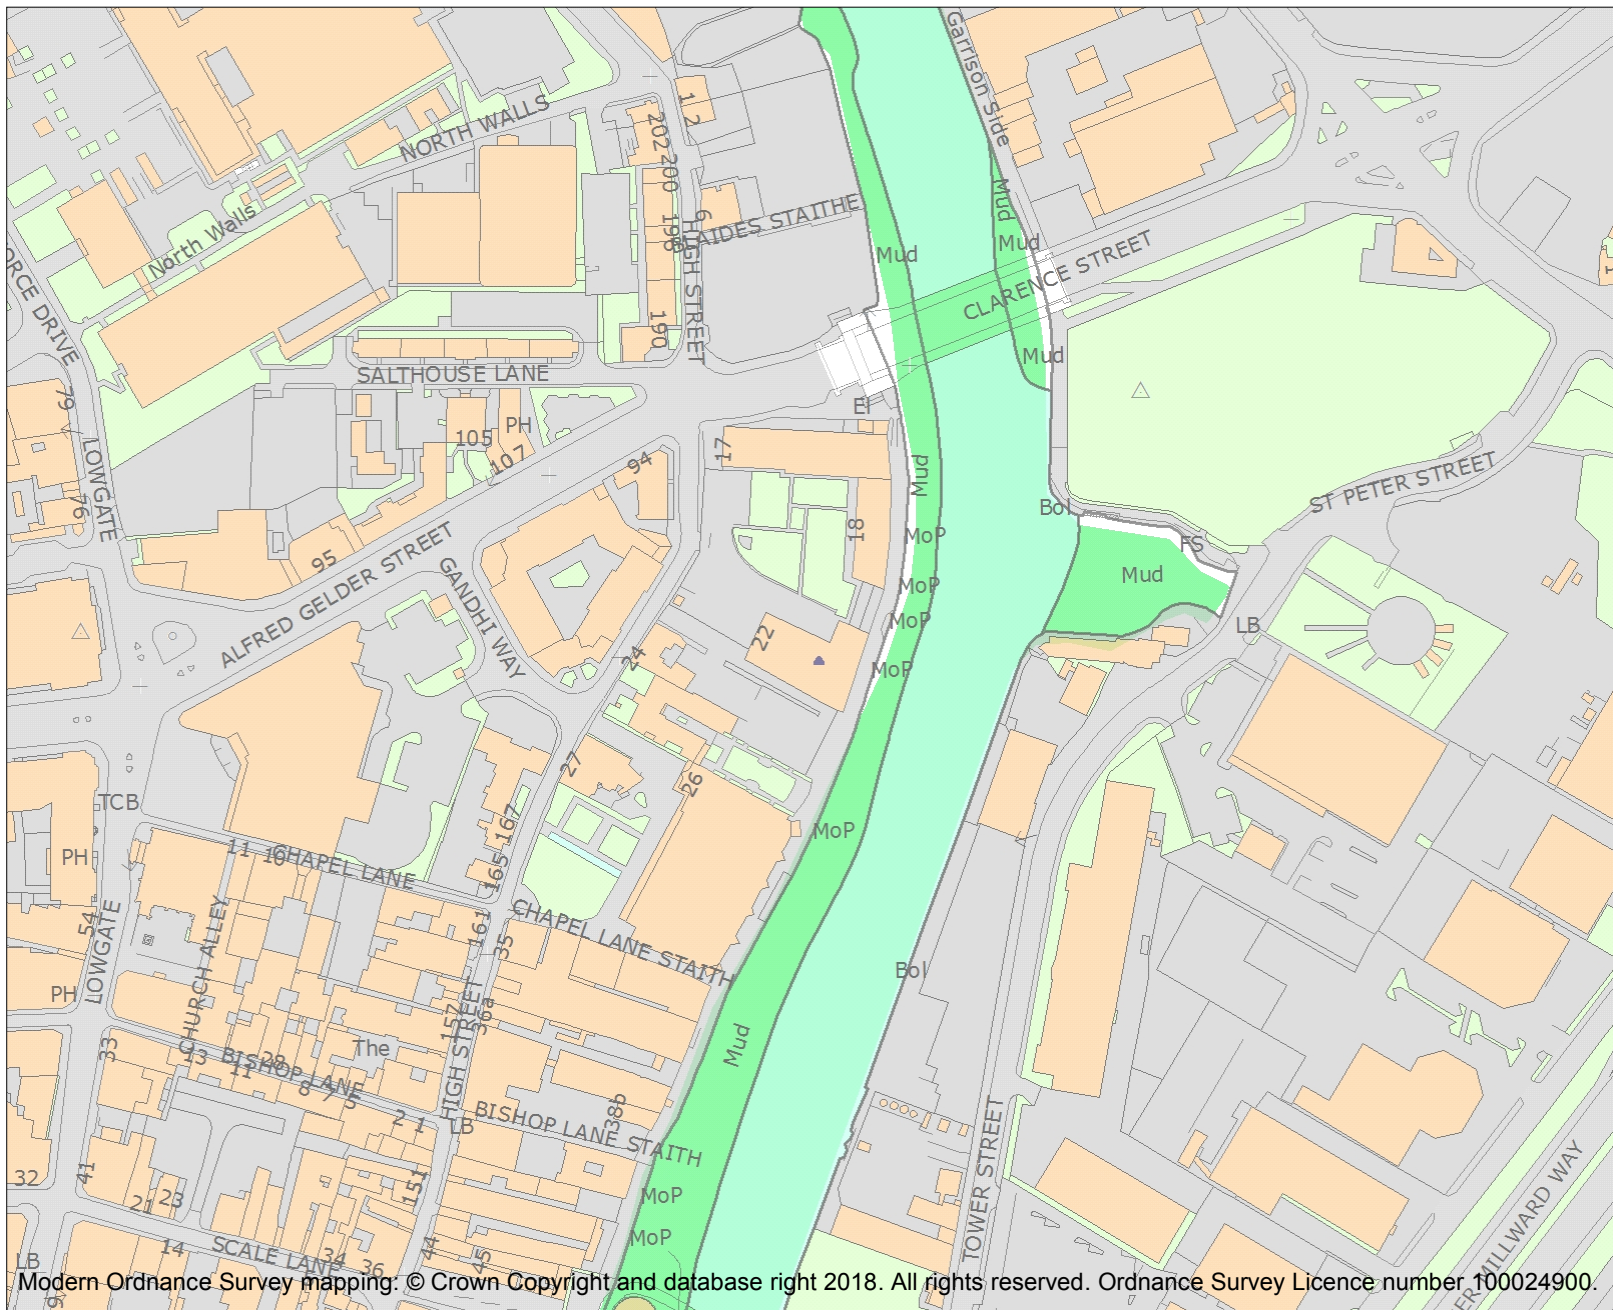 Garrison Side
NORTH WALLS
1
2
202
200
198
6
HIGH STREET
BLAIDES STAITHE
North Walls
190
Mud
Mud
Mud
CLARENCE STREET
Mud
SALTHOUSE LANE
El
79
LOWGATE
76
105
PH
107
94
17
Mud
18
ST PETER STREET
Bol
MoP
FS
Mud
MoP
MoP
MoP
LB
95
ALFRED GELDER STREET
GANDHI WAY
24
22
27
26
TCB
PH
11
10
CHAPEL LANE
167
165
MoP
54
LOWGATE
CHURCH ALLEY
161
35
CHAPEL LANE STAITH
Bol
PH
157
36a
HIGH STREET
The
Mud
33
13
BISHOP LANE
11
28
8
7
5
2
1
LB
BISHOP LANE STAITH
38b
32
41
21
23
151
MoP
MoP
TOWER STREET
14
SCALE LANE
34
36
44
45
LB
9
MILLWARD WAY
Modern Ordnance Survey mapping: © Crown Copyright and database right 2018. All rights reserved. Ordnance Survey Licence number 100024900.